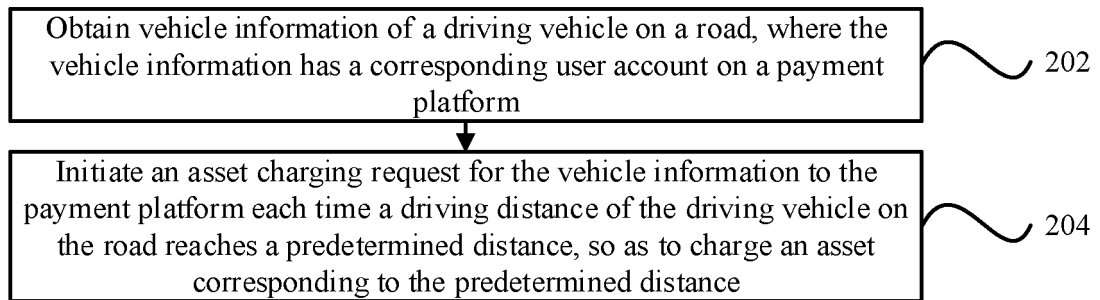 Obtain vehicle information of a driving vehicle on a road, where the
vehicle information has a corresponding user account on a payment
platform
202
Initiate an asset charging request for the vehicle information to the
payment platform each time a driving distance of the driving vehicle on
the road reaches a predetermined distance, so as to charge an asset
corresponding to the predetermined distance
204